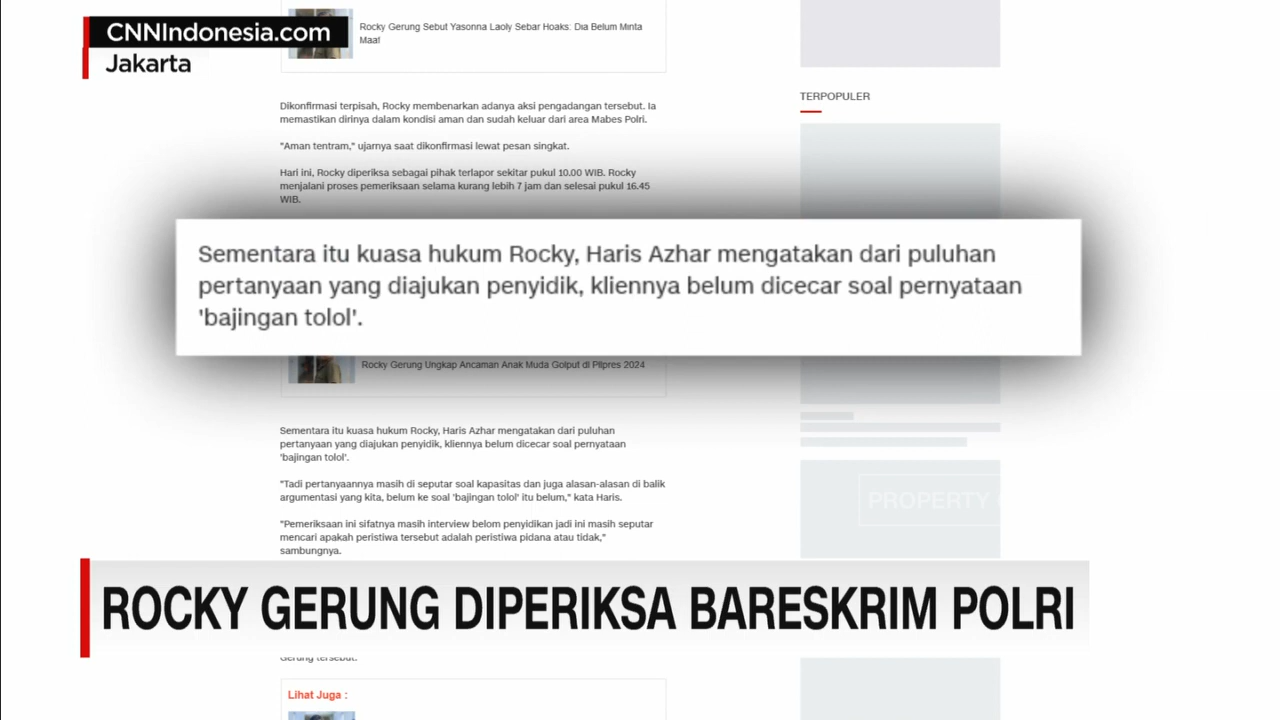 CNNIndonesia.com
Jakarta
Rocky Gerung Sebut Yasonna Laoly Sebar Hoaks: Dia Belum Minta
Maaf
TERPOPULER
Dikonfirmasi terpisah, Rocky membenarkan adanya aksi pengadangan tersebut. Ia
memastikan dirinya dalam kondisi aman dan sudah keluar dari area Mabes Polri.
"Aman tentram," ujarnya saat dikonfirmasi lewat pesan singkat.
Hari ini, Rocky diperiksa sebagai pihak terlapor sekitar pukul 10.00 WIB. Rocky
menjalani proses pemeriksaan selama kurang lebih 7 jam dan selesai pukul 16.45
WIB.
Sementara itu kuasa hukum Rocky, Haris Azhar mengatakan dari puluhan
pertanyaan yang diajukan penyidik, kliennya belum dicecar soal pernyataan
'bajingan tolol'.
Rocky Gerung Ungkap Ancaman Anak Muda Golput di Pilpres 2024
Sementara itu kuasa hukum Rocky, Haris Azhar mengatakan dari puluhan
pertanyaan yang diajukan penyidik, kliennya belum dicecar soal pernyataan
'bajingan tolol'.
"Tadi pertanyaannya masih di seputar soal kapasitas dan juga alasan-alasan di balik
argumentasi yang kita, belum ke soal 'bajingan tolol' itu belum," kata Haris.
"Pemeriksaan ini sifatnya masih interview belom penyidikan jadi ini masih seputar
mencari apakah peristiwa tersebut adalah peristiwa pidana atau tidak,"
sambungnya.
PROPERTY
ROCKY GERUNG DIPERIKSA BARESKRIM POLRI
Gerung tersebut.
Lihat Juga :